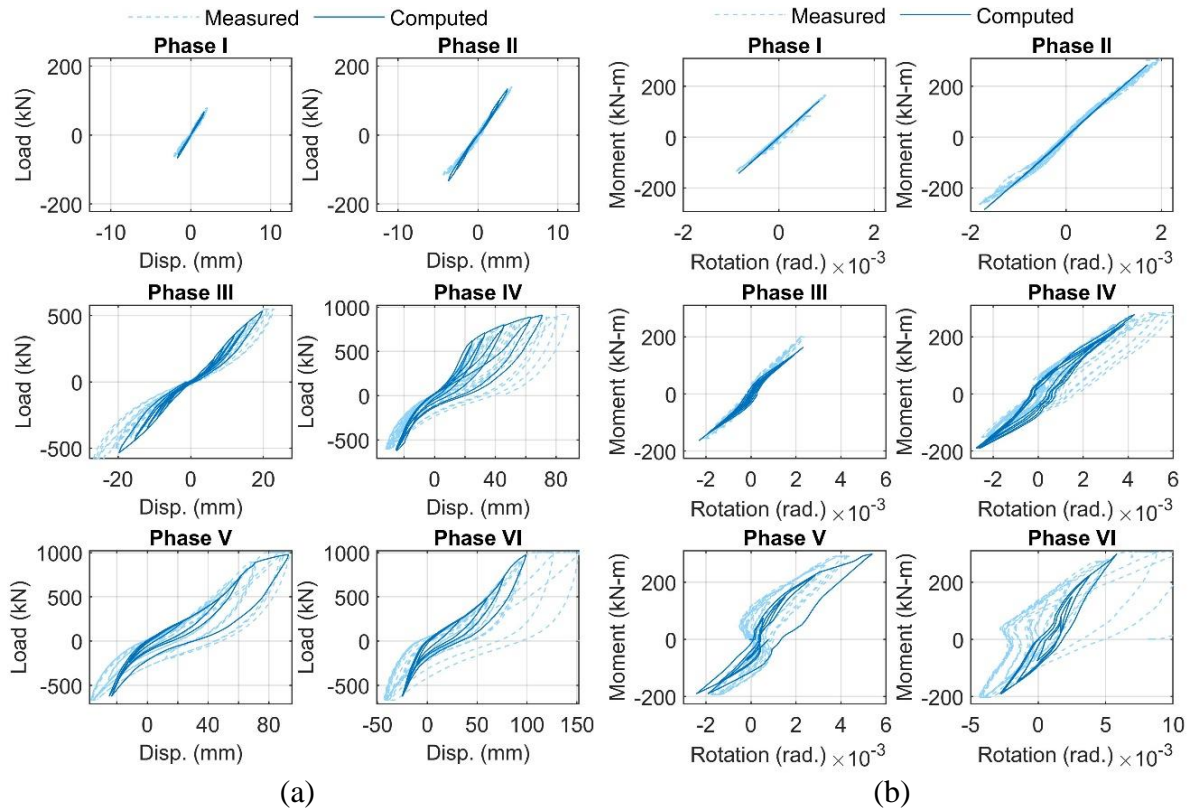 Measured Computed
Measured Computed
Phase I
Load (kN)
200
0
-200
-10 0 10
Disp. (mm)
Phase II
Load (kN)
200
0
-200
-10 0 10
Disp. (mm)
Phase I
Moment (kN-m)
200
0
-200
-2 0 2
Rotation (rad.) ×10-3
Phase II
Moment (kN-m)
200
0
-200
-2 0 2
Rotation (rad.) ×10-3
Phase III
Load (kN)
500
0
-500
-20 0 20
Disp. (mm)
Phase IV
Load (kN)
1000
500
0
-500
0 40 80
Disp. (mm)
Phase III
Moment (kN-m)
200
0
-200
-2 0 2 4 6
Rotation (rad.) ×10-3
Phase IV
Moment (kN-m)
200
0
-200
-2 0 2 4 6
Rotation (rad.) ×10-3
Phase V
Load (kN)
1000
500
0
-500
0 40 80
Disp. (mm)
Phase VI
Load (kN)
1000
500
0
-500
-50 0 50 100 150
Disp. (mm)
Phase V
Moment (kN-m)
200
0
-200
-2 0 2 4 6
Rotation (rad.) ×10-3
Phase VI
Moment (kN-m)
200
0
-200
-5 0 5 10
Rotation (rad.) ×10-3
(a)
(b)